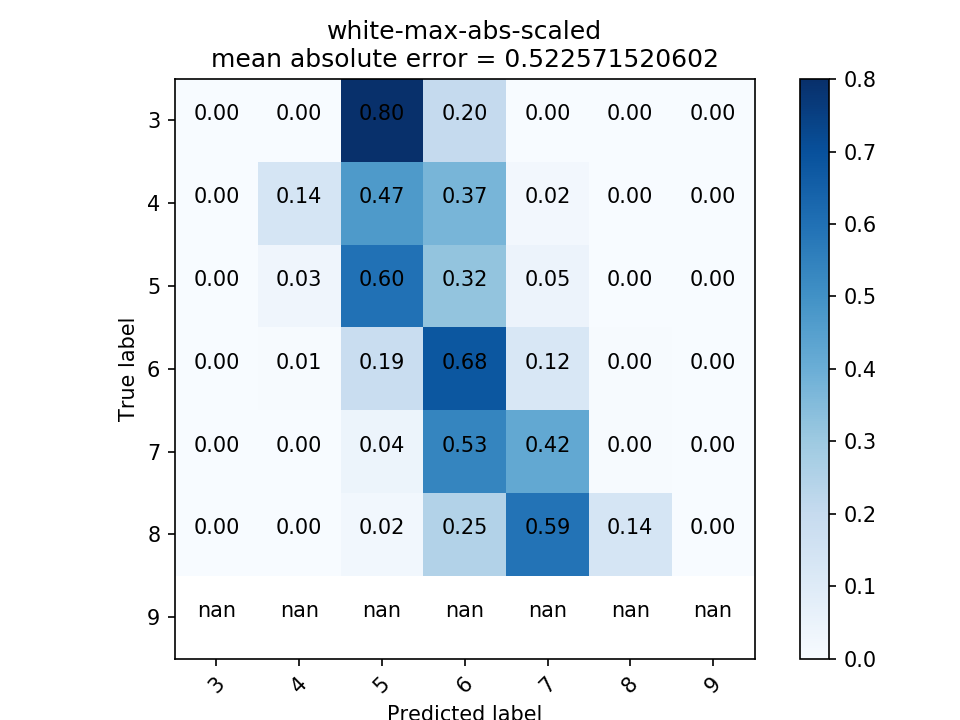 white-max-abs-scaled
mean absolute error = 0.522571520602
0.8
3 0.00 0.00 0.80 0.20 0.00 0.00 0.00
0.7
4 0.00 0.14 0.47 0.37 0.02 0.00 0.00
0.6
5 0.00 0.03 0.60 0.32 0.05 0.00 0.00
0.5
True label
6 0.00 0.01 0.19 0.68 0.12 0.00 0.00
0.4
7 0.00 0.00 0.04 0.53 0.42 0.00 0.00
0.3
8 0.00 0.00 0.02 0.25 0.59 0.14 0.00
0.2
9 nan nan nan nan nan nan nan
0.1
0.0
3 4 5 6 7 8 9
Predicted label